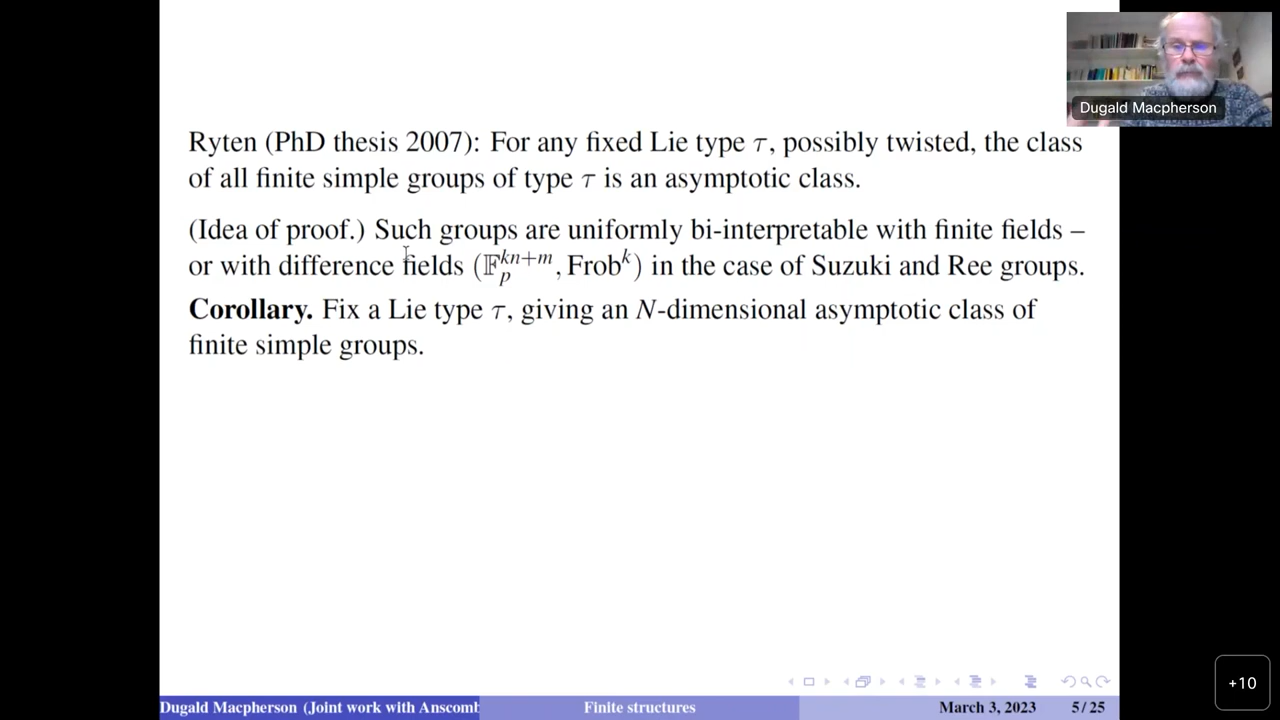 Dugald Macpherson
Ryten (PhD thesis 2007): For any fixed Lie type τ, possibly twisted, the class
of all finite simple groups of type τ is an asymptotic class.
(Idea of proof.) Such groups are uniformly bi-interpretable with finite fields –
or with difference fields (𝔽_p^{kn+m}, Frob^k) in the case of Suzuki and Ree groups.
Corollary. Fix a Lie type τ, giving an N-dimensional asymptotic class of
finite simple groups.
+10
Dugald Macpherson (Joint work with Anscomb
Finite structures
March 3, 2023
5 / 25